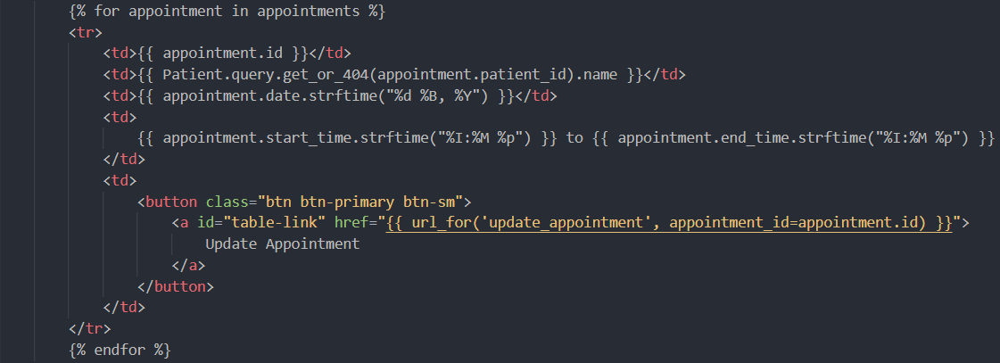 {% for appointment in appointments %}
<tr>
<td>{{ appointment.id }}</td>
<td>{{ Patient.query.get_or_404(appointment.patient_id).name }}</td>
<td>{{ appointment.date.strftime("%d %B, %Y") }}</td>
<td>
{{ appointment.start_time.strftime("%I:%M %p") }} to {{ appointment.end_time.strftime("%I:%M %p") }}
</td>
<td>
<button class="btn btn-primary btn-sm">
<a id="table-link" href="{{ url_for('update_appointment', appointment_id=appointment.id) }}">
Update Appointment
</a>
</button>
</td>
</tr>
{% endfor %}